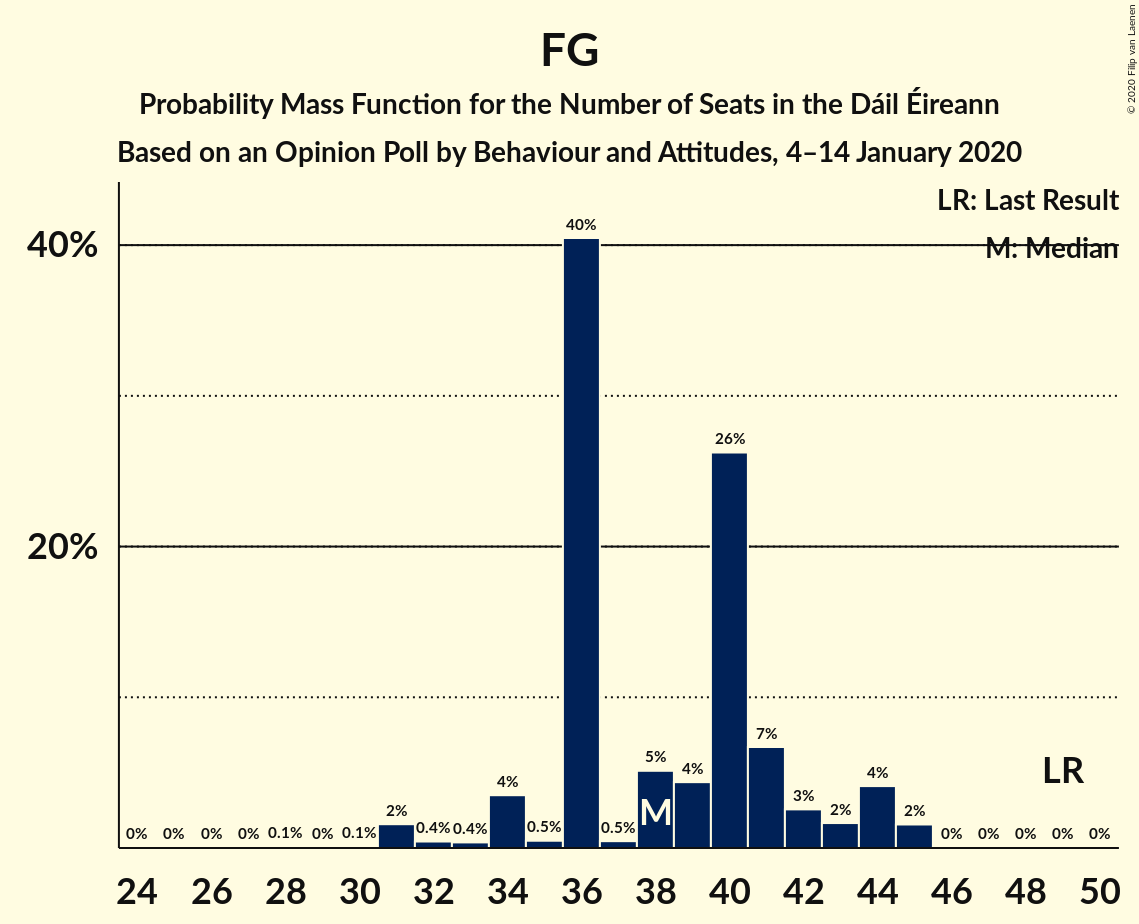 FG
Probability Mass Function for the Number of Seats in the Dáil Éireann
Based on an Opinion Poll by Behaviour and Attitudes, 4–14 January 2020
© 2020 Filip van Laenen
LR: Last Result
M: Median
40%
20%
0% 0% 0% 0% 0.1% 0% 0.1% 2% 0.4% 0.4% 4% 0.5% 40% 0.5% 5% 4% 26% 7% 3% 2% 4% 2% 0% 0% 0% 0% 0%
M
LR
24 26 28 30 32 34 36 38 40 42 44 46 48 50